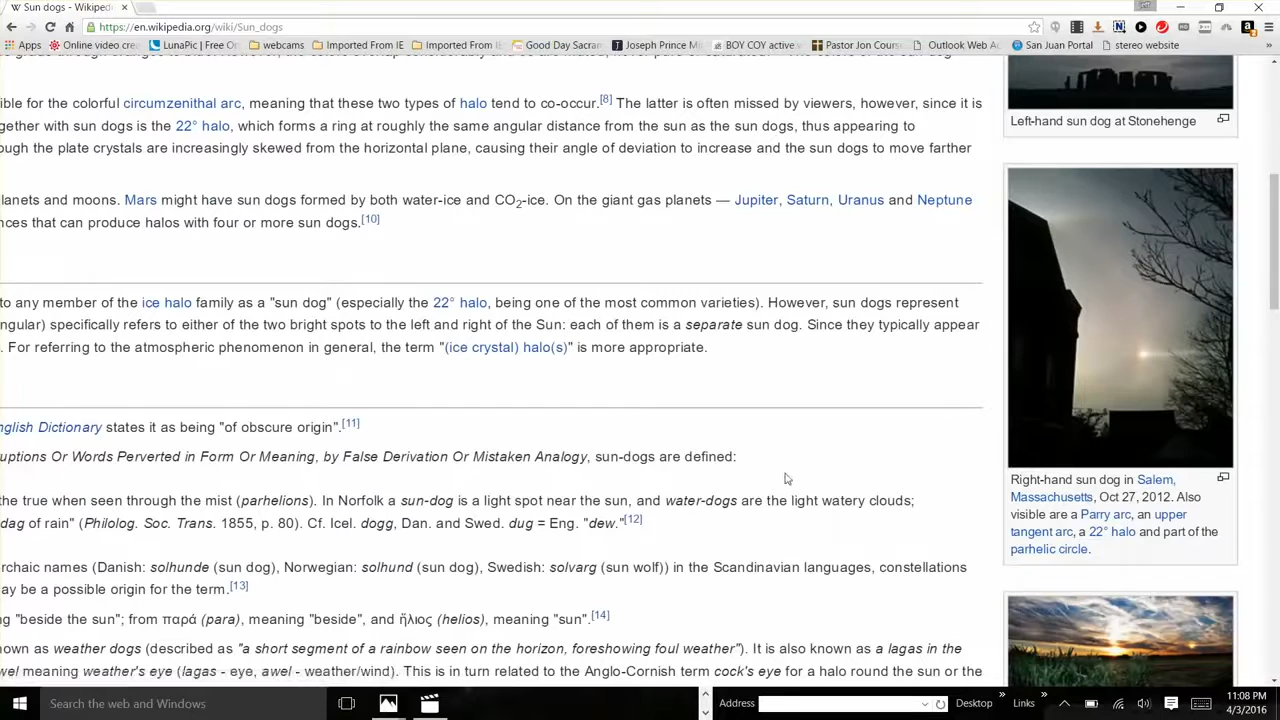 Sun dogs - Wikiped
https://en.wikipedia.org/wiki/Sun_dogs
Apps Online video crea LunaPic | Free O webcams Imported From IE Imported From IE Good Day Sacra Joseph Prince Mi BOY COY active w Pastor Jon Cours Outlook Web A San Juan Portal stereo website
ible for the colorful circumzenithal arc, meaning that these two types of halo tend to co-occur.[8] The latter is often missed by viewers, however, since it is
gether with sun dogs is the 22° halo, which forms a ring at roughly the same angular distance from the sun as the sun dogs, thus appearing to
ough the plate crystals are increasingly skewed from the horizontal plane, causing their angle of deviation to increase and the sun dogs to move farther
lanets and moons. Mars might have sun dogs formed by both water-ice and CO2-ice. On the giant gas planets — Jupiter, Saturn, Uranus and Neptune
nces that can produce halos with four or more sun dogs.[10]
to any member of the ice halo family as a "sun dog" (especially the 22° halo, being one of the most common varieties). However, sun dogs represent
ngular) specifically refers to either of the two bright spots to the left and right of the Sun: each of them is a separate sun dog. Since they typically appear
. For referring to the atmospheric phenomenon in general, the term "(ice crystal) halo(s)" is more appropriate.
nglish Dictionary states it as being "of obscure origin".[11]
uptions Or Words Perverted in Form Or Meaning, by False Derivation Or Mistaken Analogy, sun-dogs are defined:
the true when seen through the mist (parhelions). In Norfolk a sun-dog is a light spot near the sun, and water-dogs are the light watery clouds;
dag of rain" (Philolog. Soc. Trans. 1855, p. 80). Cf. Icel. dogg, Dan. and Swed. dug = Eng. "dew."[12]
rchaic names (Danish: solhunde (sun dog), Norwegian: solhund (sun dog), Swedish: solvarg (sun wolf)) in the Scandinavian languages, constellations
ay be a possible origin for the term.[13]
ng "beside the sun"; from παρά (para), meaning "beside", and ἥλιος (helios), meaning "sun".[14]
nown as weather dogs (described as "a short segment of a rainbow seen on the horizon, foreshowing foul weather"). It is also known as a lagas in the
wel meaning weather's eye (lagas - eye, awel - weather/wind). This is in turn related to the Anglo-Cornish term cock's eye for a halo round the sun or the
Left-hand sun dog at Stonehenge
Right-hand sun dog in Salem,
Massachusetts, Oct 27, 2012. Also
visible are a Parry arc, an upper
tangent arc, a 22° halo and part of the
parhelic circle.
Search the web and Windows
Address
Desktop
Links
11:08 PM
4/3/2016